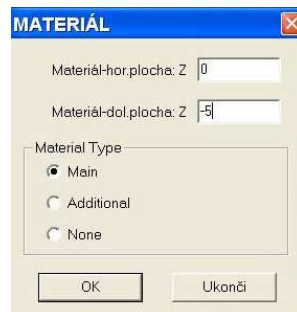 MATERIÁL
Materiál-hor.plocha: Z 0
Materiál-dol.plocha: Z -5
Material Type
Main
Additional
None
OK Ukonči